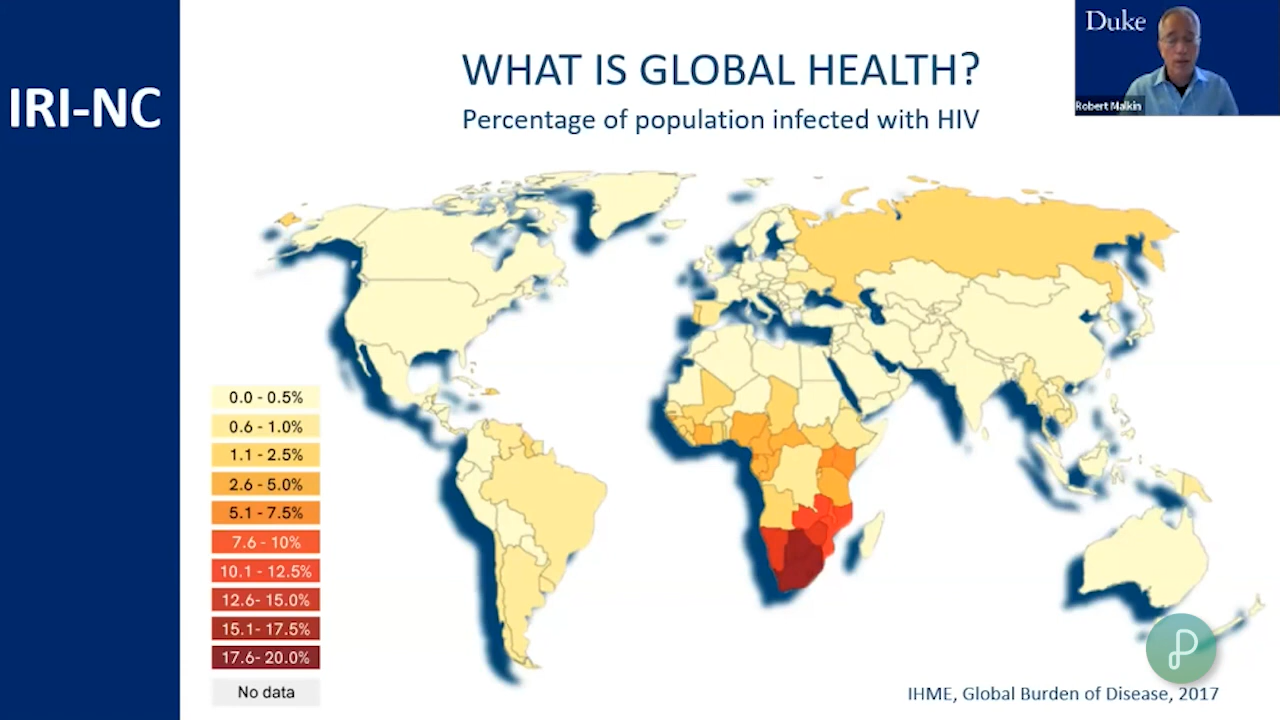 IRI-NC
WHAT IS GLOBAL HEALTH?
Percentage of population infected with HIV
Duke
Robert Malkin
0.0 - 0.5%
0.6 - 1.0%
1.1 - 2.5%
2.6 - 5.0%
5.1 - 7.5%
7.6 - 10%
10.1 - 12.5%
12.6- 15.0%
15.1- 17.5%
17.6- 20.0%
No data
IHME, Global Burden of Disease, 2017